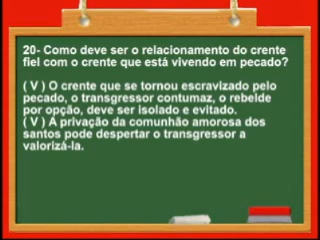 20- Como deve ser o relacionamento do crente
fiel com o crente que está vivendo em pecado?
( V ) O crente que se tornou escravizado pelo
pecado, o transgressor contumaz, o rebelde
por opção, deve ser isolado e evitado.
( V ) A privação da comunhão amorosa dos
santos pode despertar o transgressor a
valorizá-la.